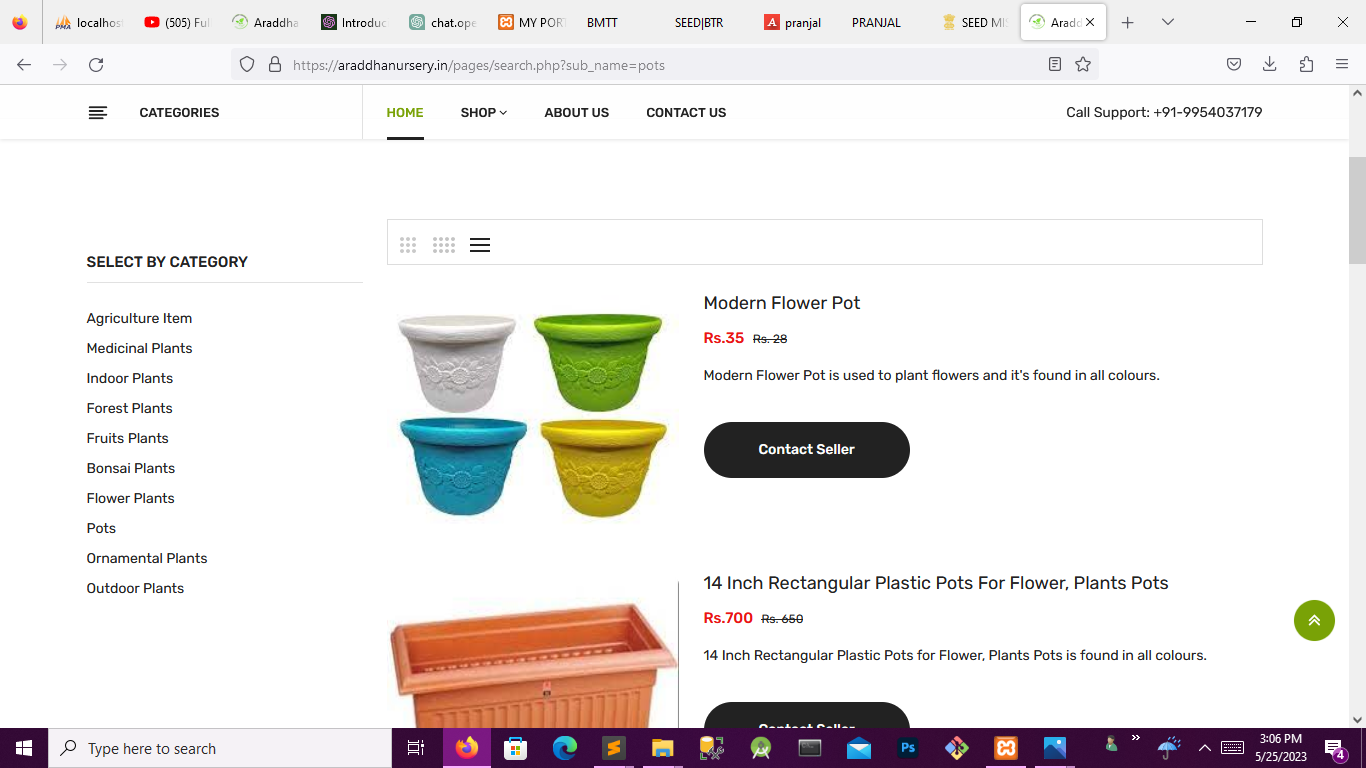 localhos (505) Ful Araddha Introduc chat.ope MY PORT BMTT SEED|BTR pranjal PRANJAL SEED MIS Aradd
https://araddhanursery.in/pages/search.php?sub_name=pots
CATEGORIES HOME SHOP ABOUT US CONTACT US Call Support: +91-9954037179
SELECT BY CATEGORY
Agriculture Item
Medicinal Plants
Indoor Plants
Forest Plants
Fruits Plants
Bonsai Plants
Flower Plants
Pots
Ornamental Plants
Outdoor Plants
Modern Flower Pot
Rs.35 Rs. 28
Modern Flower Pot is used to plant flowers and it's found in all colours.
Contact Seller
14 Inch Rectangular Plastic Pots For Flower, Plants Pots
Rs.700 Rs. 650
14 Inch Rectangular Plastic Pots for Flower, Plants Pots is found in all colours.
Contact Seller
Type here to search
3:06 PM
5/25/2023
4